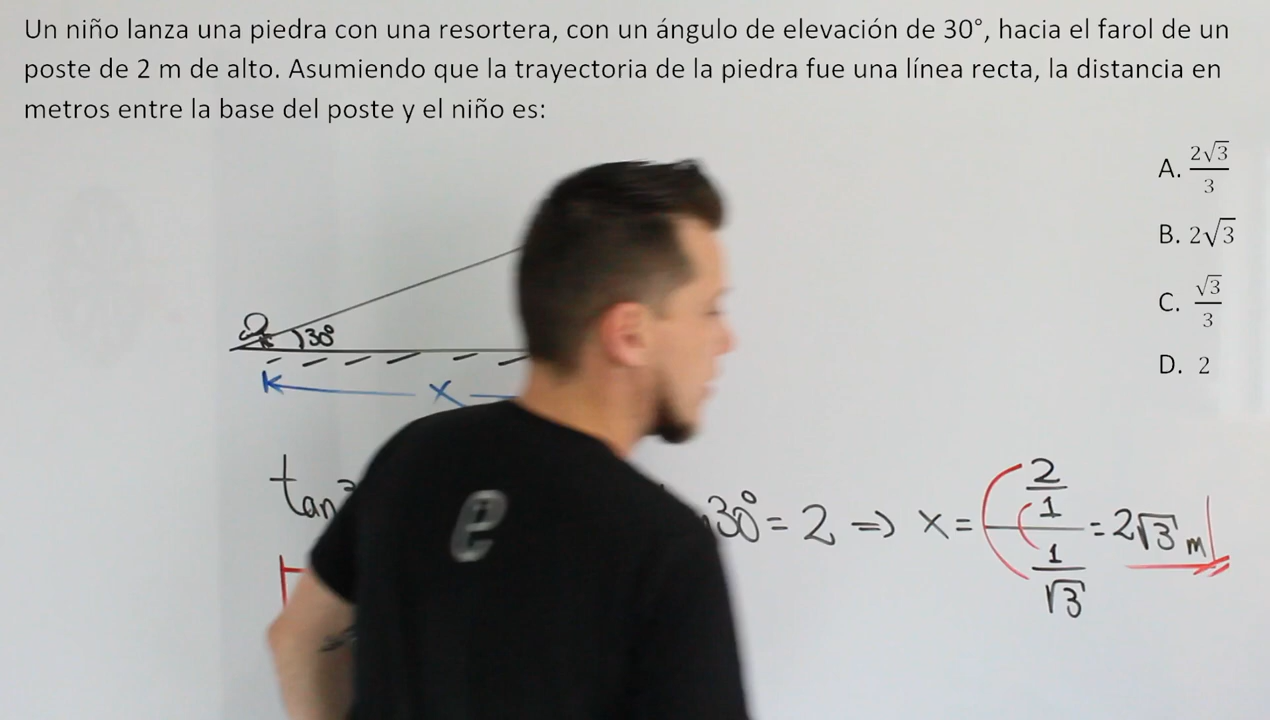 Un niño lanza una piedra con una resortera, con un ángulo de elevación de 30°, hacia el farol de un
poste de 2 m de alto. Asumiendo que la trayectoria de la piedra fue una línea recta, la distancia en
metros entre la base del poste y el niño es:
A. 2√3/3
B. 2√3
C. √3/3
D. 2
30°
x
tan
30° = 2 => x = (2/1)/(1/√3) = 2√3 m
e